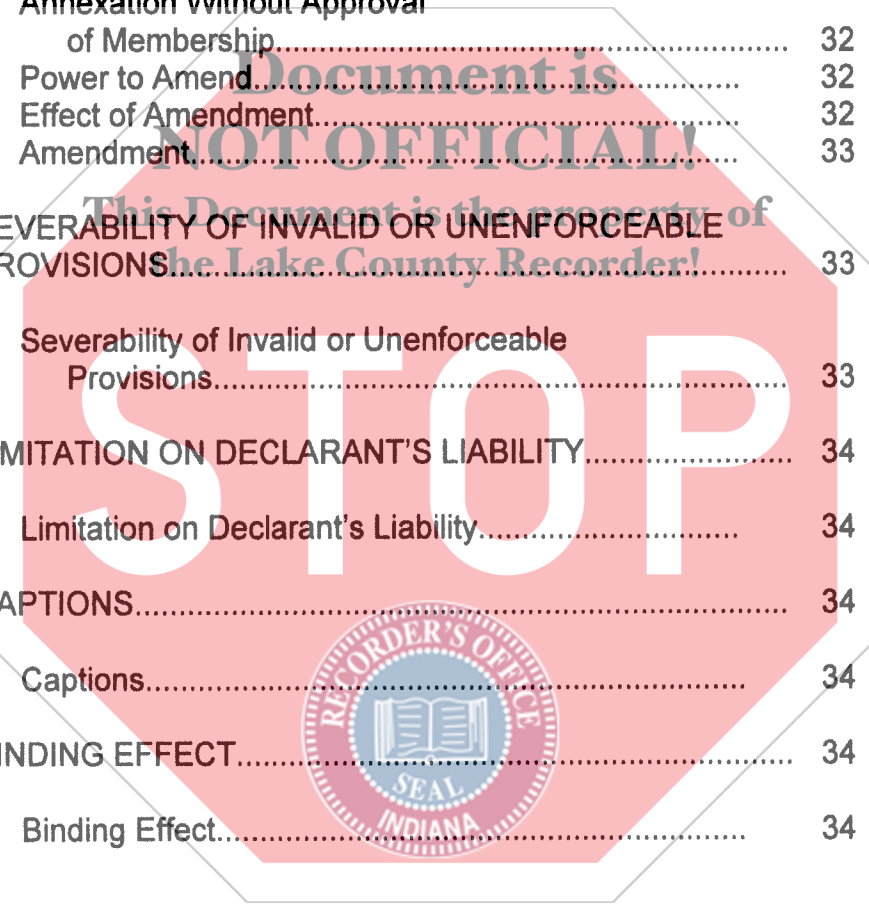 Annexation Without Approval
of Membership................................................................ 32
Document is
Power to Amend............................................................ 32
Effect of Amendment.................................................... 32
NOT OFFICIAL!
Amendment................................................................... 33
This Document is the property of
EVERABILITY OF INVALID OR UNENFORCEABLE
the Lake County Recorder!
ROVISIONS......................................................................... 33
Severability of Invalid or Unenforceable
Provisions...................................................................... 33
STOP
MITATION ON DECLARANT'S LIABILITY.......................... 34
Limitation on Declarant's Liability................................ 34
APTIONS............................................................................. 34
RECORDER'S OFFICE
Captions......................................................................... 34
INDING EFFECT.................................................................. 34
SEAL
INDIANA
Binding Effect................................................................ 34